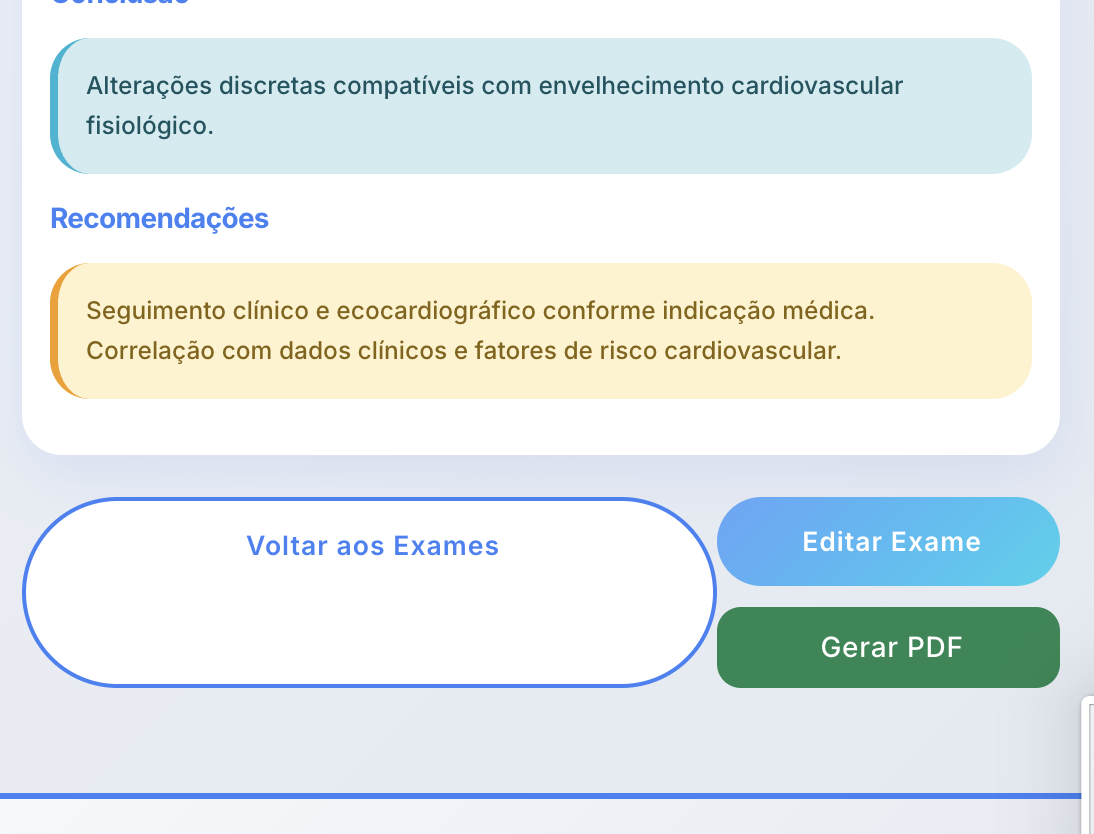 Conclusão
Alterações discretas compatíveis com envelhecimento cardiovascular
fisiológico.
Recomendações
Seguimento clínico e ecocardiográfico conforme indicação médica.
Correlação com dados clínicos e fatores de risco cardiovascular.
Voltar aos Exames
Editar Exame
Gerar PDF